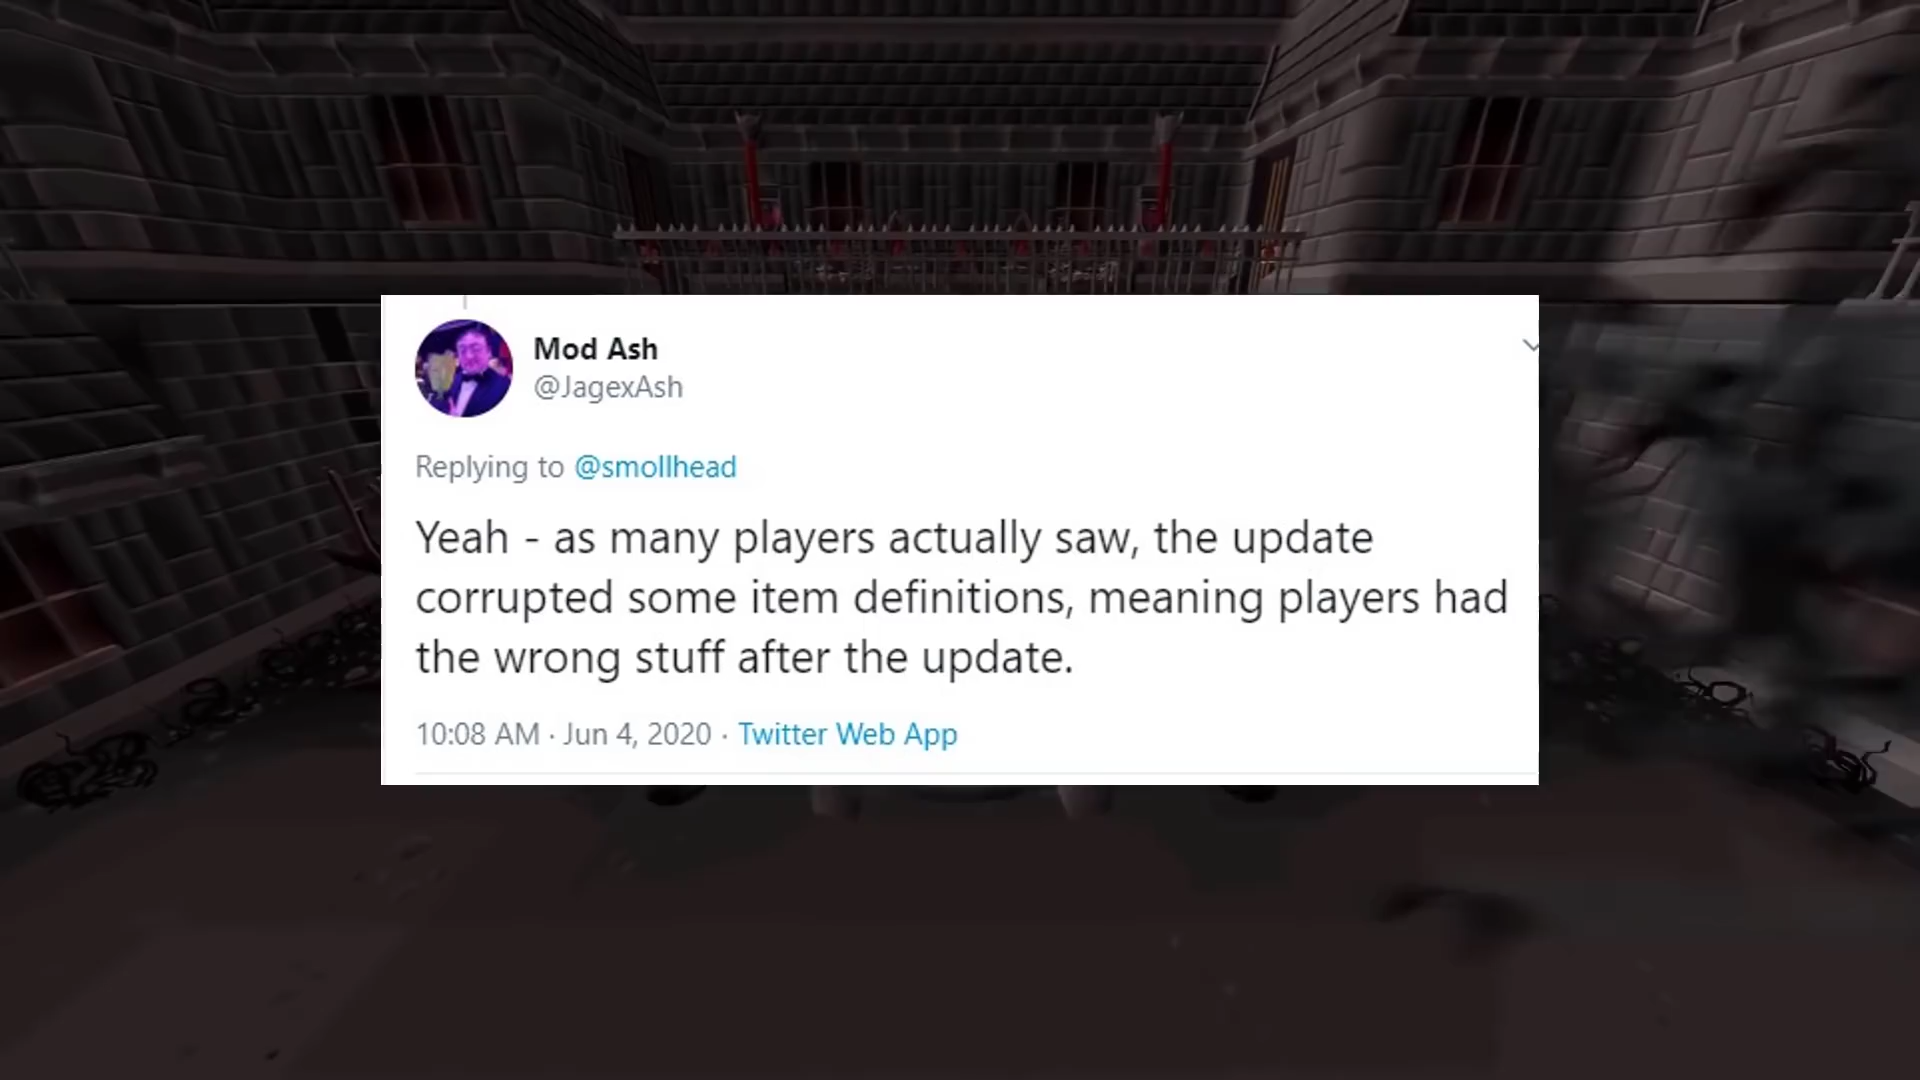 Mod Ash
@JagexAsh
Replying to @smollhead
Yeah - as many players actually saw, the update
corrupted some item definitions, meaning players had
the wrong stuff after the update.
10:08 AM · Jun 4, 2020 · Twitter Web App